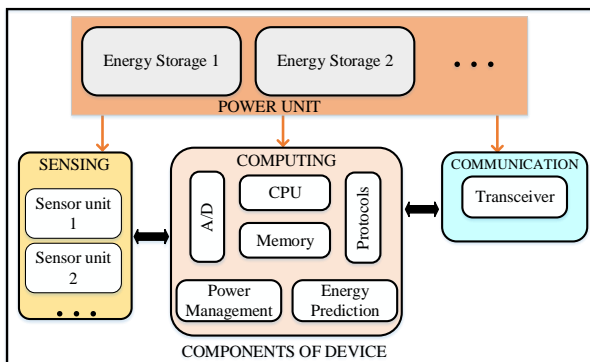 Energy Storage 1
Energy Storage 2
• • •
POWER UNIT
SENSING
Sensor unit
1
Sensor unit
2
• • •
COMPUTING
A/D
CPU
Memory
Protocols
Power
Management
Energy
Prediction
COMMUNICATION
Transceiver
COMPONENTS OF DEVICE